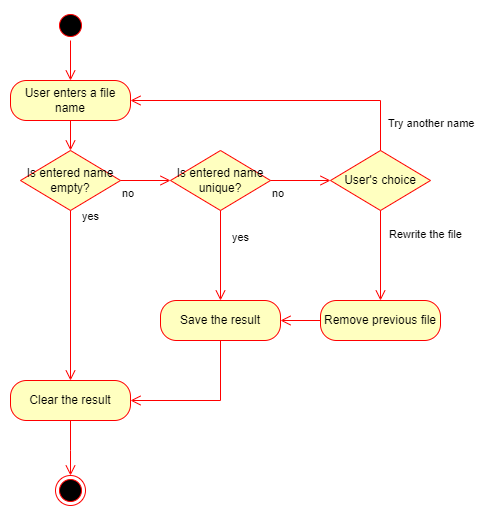 User enters a file
name
Try another name
Is entered name
empty?
Is entered name
unique?
User's choice
no
no
yes
yes
Rewrite the file
Save the result
Remove previous file
Clear the result